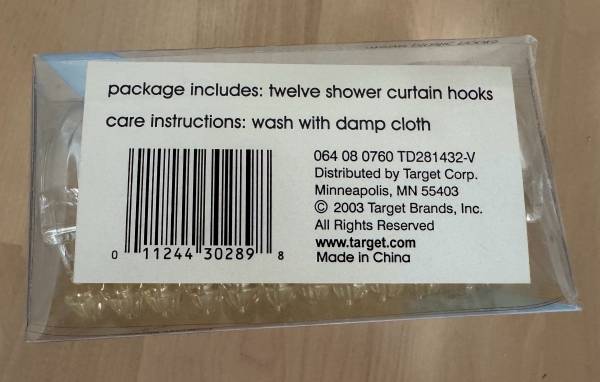 package includes: twelve shower curtain hooks
care instructions: wash with damp cloth
064 08 0760 TD281432-V
Distributed by Target Corp.
Minneapolis, MN 55403
© 2003 Target Brands, Inc.
All Rights Reserved
www.target.com
Made in China
0 11244 30289 8